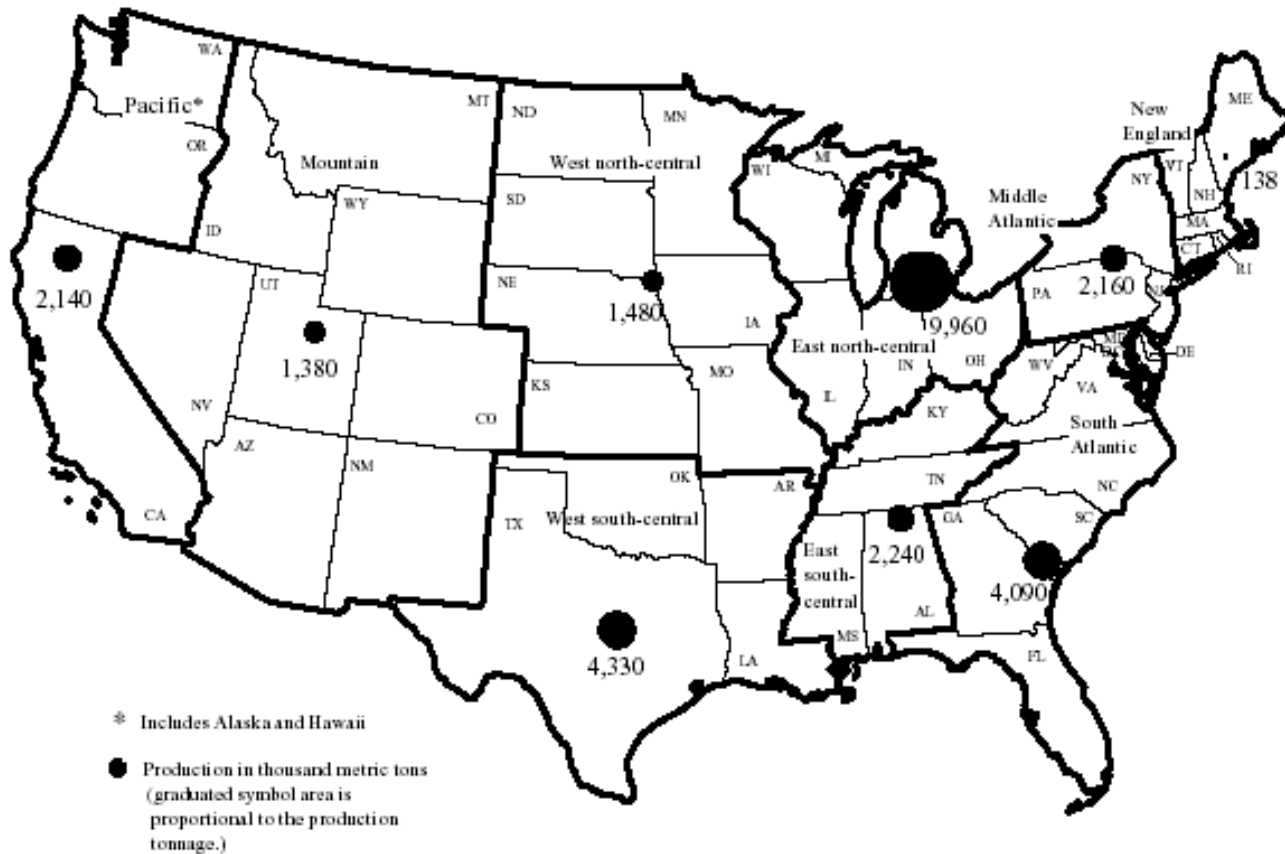 WA
Pacific*
OR
MT
Mountain
ID
WY
ND
MN
West north-central
SD
WI
MI
New
England
ME
VT
NH
138
NY
MA
CT
RI
Middle
Atlantic
2,140
UT
1,380
NE
1,480
IA
9,960
East north-central
IL
IN
OH
PA
2,160
NJ
MD
DE
WV
VA
NV
CO
KS
MO
KY
South
Atlantic
CA
AZ
NM
OK
AR
TN
NC
TX
West south-central
East
south-
central
2,240
GA
SC
4,090
MS
AL
4,330
LA
FL
* Includes Alaska and Hawaii
Production in thousand metric tons
(graduated symbol area is
proportional to the production
tonnage.)